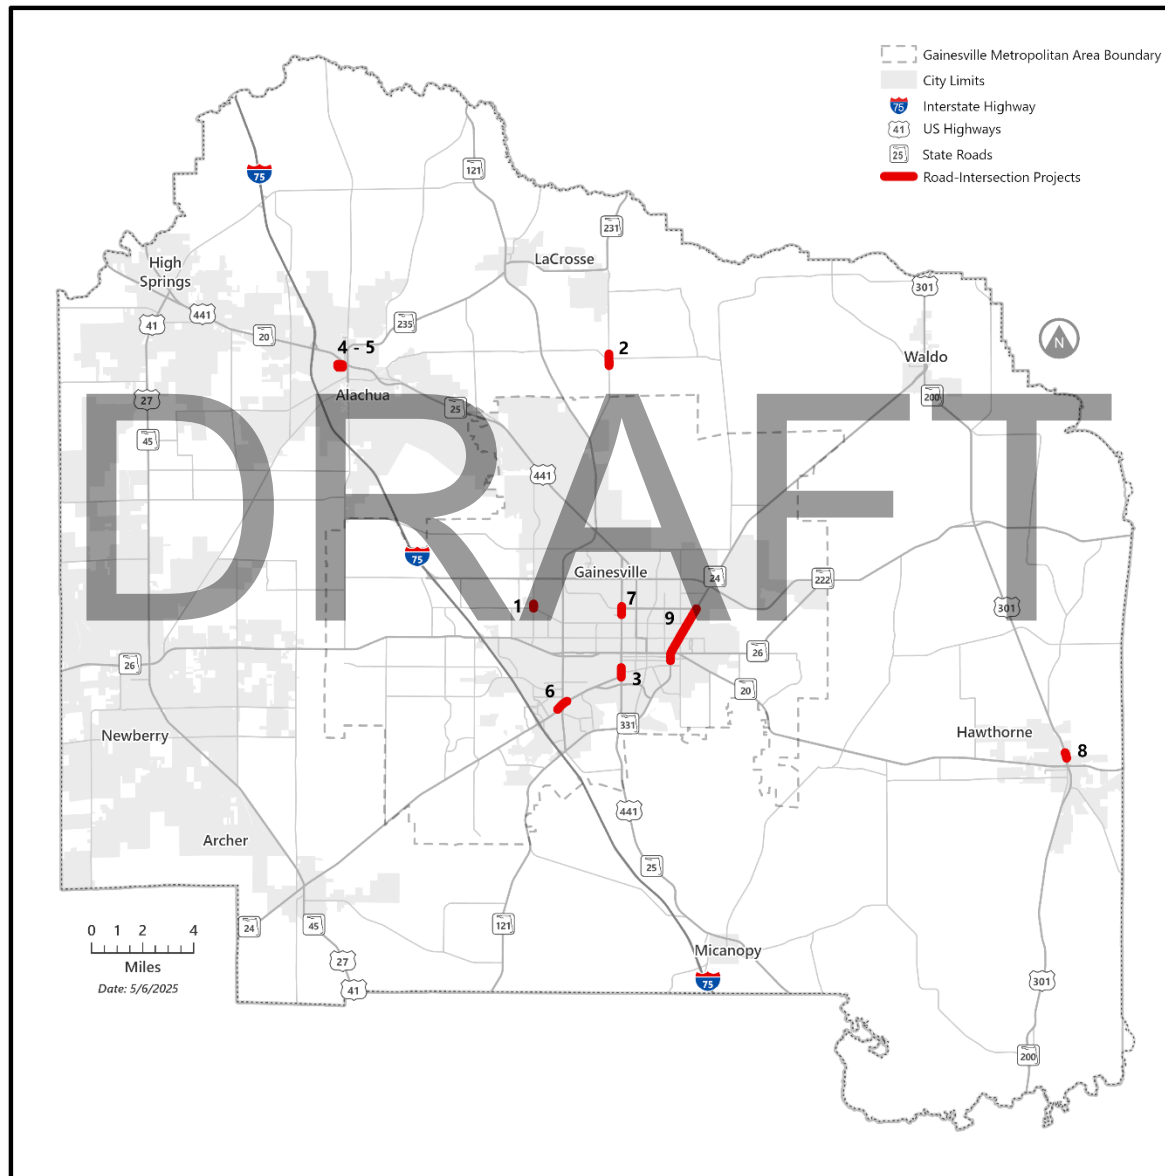 Gainesville Metropolitan Area Boundary
City Limits
75 Interstate Highway
41 US Highways
25 State Roads
Road-Intersection Projects
75
121
231
LaCrosse
High
Springs
301
441
41
235
20
4 - 5
2
N
Waldo
Alachua
27
25
200
45
DRAFT
441
75
Gainesville
24
222
1
7
9
301
26
26
3
20
6
331
Newberry
Hawthorne
8
441
Archer
25
0 1 2 4
Miles
Date: 5/6/2025
24
45
121
27
41
Micanopy
75
301
200